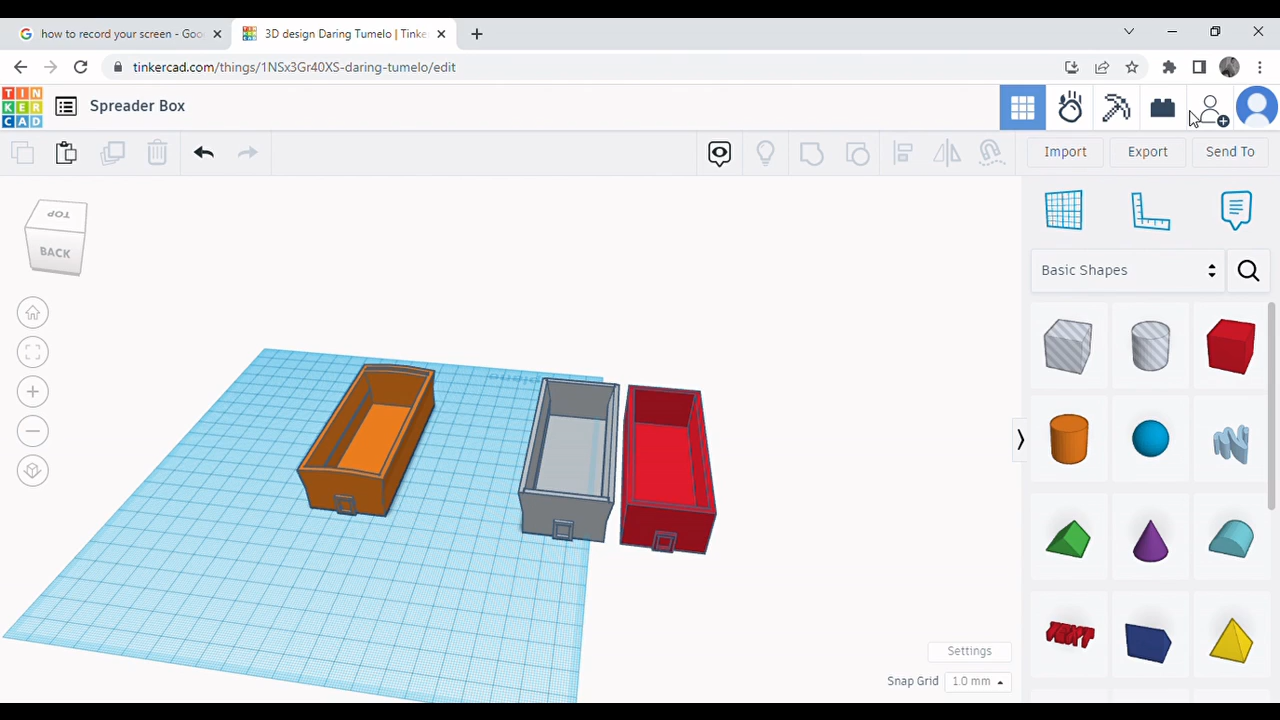 how to record your screen - Goo
3D design Daring Tumelo | Tinke
tinkercad.com/things/1NSx3Gr40XS-daring-tumelo/edit
TIN
KER
CAD
Spreader Box
Import
Export
Send To
TOP
BACK
Basic Shapes
TEXT
Settings
Snap Grid 1.0 mm